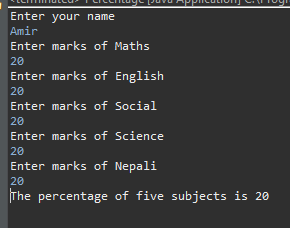 <terminated> Percentage [Java Application] C:\Progr
Enter your name
Amir
Enter marks of Maths
20
Enter marks of English
20
Enter marks of Social
20
Enter marks of Science
20
Enter marks of Nepali
20
The percentage of five subjects is 20